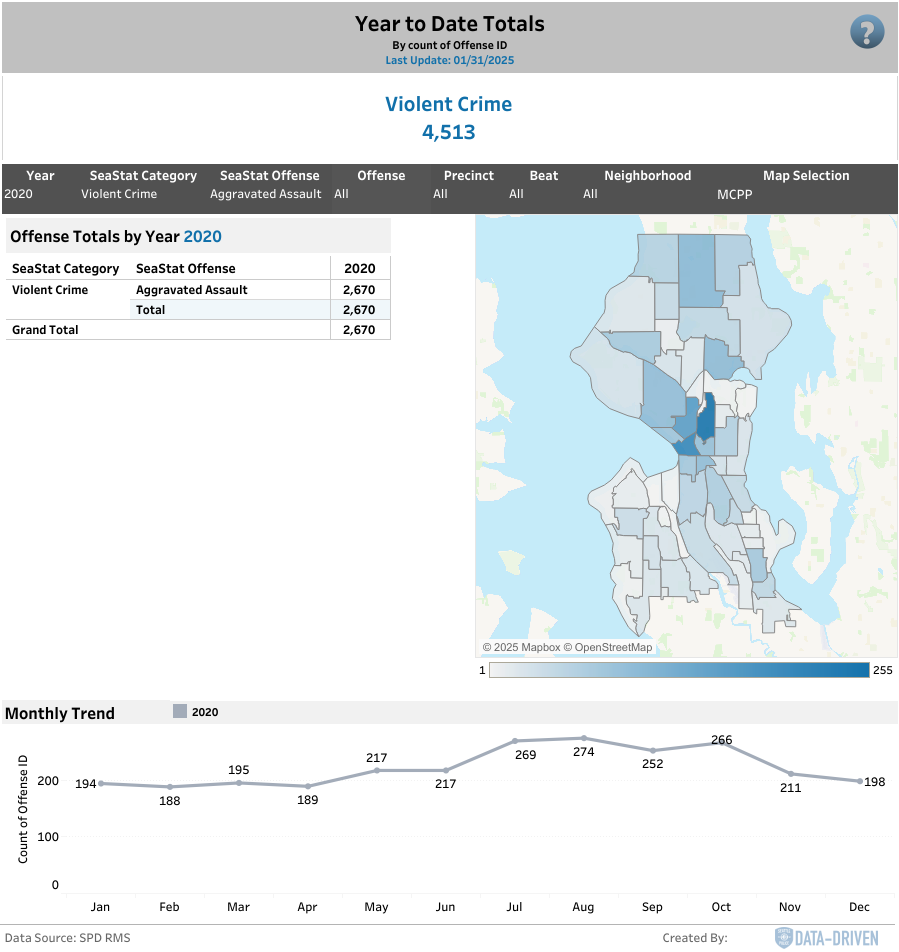 Year to Date Totals
By count of Offense ID
Last Update: 01/31/2025
?
Violent Crime
4,513
Year SeaStat Category SeaStat Offense Offense Precinct Beat Neighborhood Map Selection
2020 Violent Crime Aggravated Assault All All All All MCPP
Offense Totals by Year 2020
SeaStat Category SeaStat Offense 2020
Violent Crime Aggravated Assault 2,670
Total 2,670
Grand Total 2,670
© 2025 Mapbox © OpenStreetMap
1 255
Monthly Trend 2020
Count of Offense ID
200
100
0
194 188 195 189 217 217 269 274 252 266 211 198
Jan Feb Mar Apr May Jun Jul Aug Sep Oct Nov Dec
Data Source: SPD RMS Created By: DATA-DRIVEN